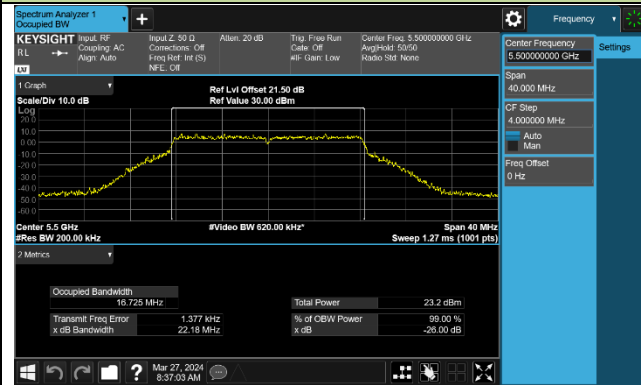 Spectrum Analyzer 1
Occupied BW
Frequency
KEYSIGHT
RL
LXI
Input: RF
Coupling: AC
Align: Auto
Input Z: 50 Ω
Corrections: Off
Freq Ref: Int (S)
NFE: Off
Atten: 20 dB
Trig: Free Run
Gate: Off
#IF Gain: Low
Center Freq: 5.500000000 GHz
Avg|Hold: 50/50
Radio Std: None
Center Frequency
5.500000000 GHz
Settings
Span
40.000 MHz
CF Step
4.000000 MHz
Auto
Man
Freq Offset
0 Hz
1 Graph
Scale/Div 10.0 dB
Ref Lvl Offset 21.50 dB
Ref Value 30.00 dBm
Log
20.0
10.0
0.00
-10.0
-20.0
-30.0
-40.0
-50.0
-60.0
Center 5.5 GHz
#Video BW 620.00 kHz*
Span 40 MHz
#Res BW 200.00 kHz
Sweep 1.27 ms (1001 pts)
2 Metrics
Occupied Bandwidth
16.725 MHz
Total Power 23.2 dBm
Transmit Freq Error 1.377 kHz
% of OBW Power 99.00 %
x dB Bandwidth 22.18 MHz
x dB -26.00 dB
?
Mar 27, 2024
8:37:03 AM